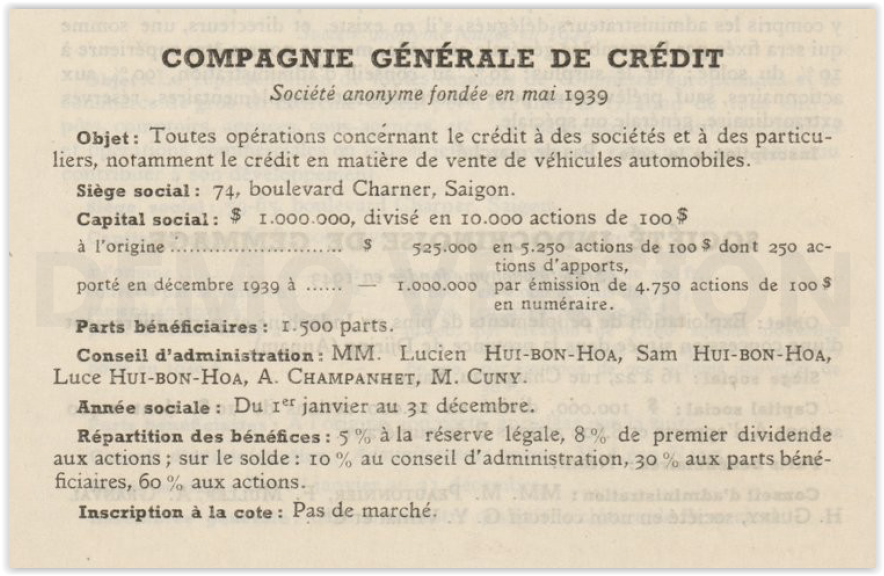 COMPAGNIE GÉNÉRALE DE CRÉDIT
Société anonyme fondée en mai 1939
Objet : Toutes opérations concernant le crédit à des sociétés et à des particu-
liers, notamment le crédit en matière de vente de véhicules automobiles.
Siège social : 74, boulevard Charner, Saigon.
Capital social : $ 1.000.000, divisé en 10.000 actions de 100 $
à l'origine ............................ $ 525.000 en 5.250 actions de 100 $ dont 250 ac-
tions d'apports,
porté en décembre 1939 à ...... — 1.000.000 par émission de 4.750 actions de 100 $
en numéraire.
DEMO VERSION
Parts bénéficiaires : 1.500 parts.
Conseil d'administration : MM. Lucien HUI-BON-HOA, Sam HUI-BON-HOA,
Luce HUI-BON-HOA, A. CHAMPANHET, M. CUNY.
Année sociale : Du 1er janvier au 31 décembre.
Répartition des bénéfices : 5 % à la réserve légale, 8 % de premier dividende
aux actions ; sur le solde : 10 % au conseil d'administration, 30 % aux parts béné-
ficiaires, 60 % aux actions.
Inscription à la cote : Pas de marché.